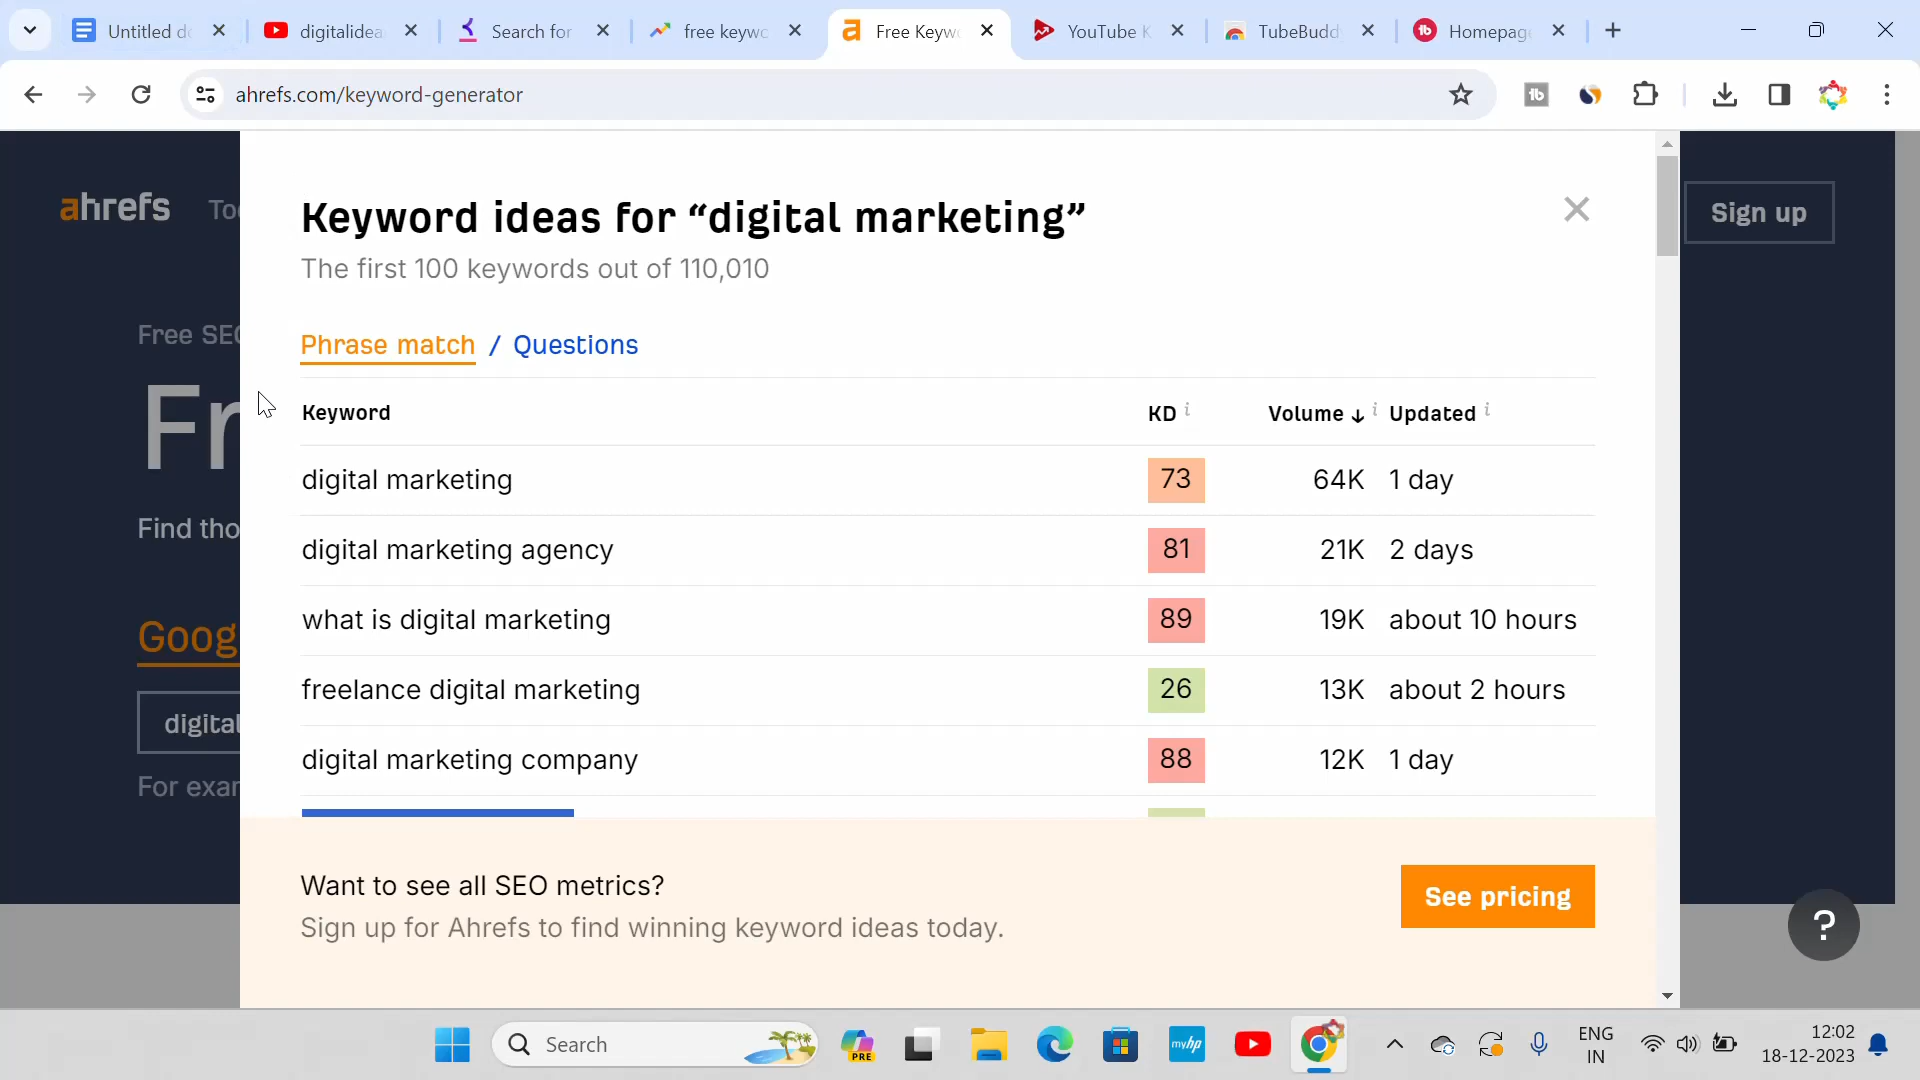 Untitled d
digitalidea
Search for
free keywc
Free Keyw
YouTube K
TubeBudd
Homepag
ahrefs.com/keyword-generator
ahrefs
Too
Sign up
Keyword ideas for “digital marketing”
The first 100 keywords out of 110,010
Free SEO
Phrase match / Questions
Fr
Keyword KD i Volume ↓ i Updated i
digital marketing 73 64K 1 day
Find tho
digital marketing agency 81 21K 2 days
what is digital marketing 89 19K about 10 hours
Goog
freelance digital marketing 26 13K about 2 hours
digital
digital marketing company 88 12K 1 day
For exar
Want to see all SEO metrics?
Sign up for Ahrefs to find winning keyword ideas today.
See pricing
?
Search
PRE
myhp
ENG
IN
12:02
18-12-2023